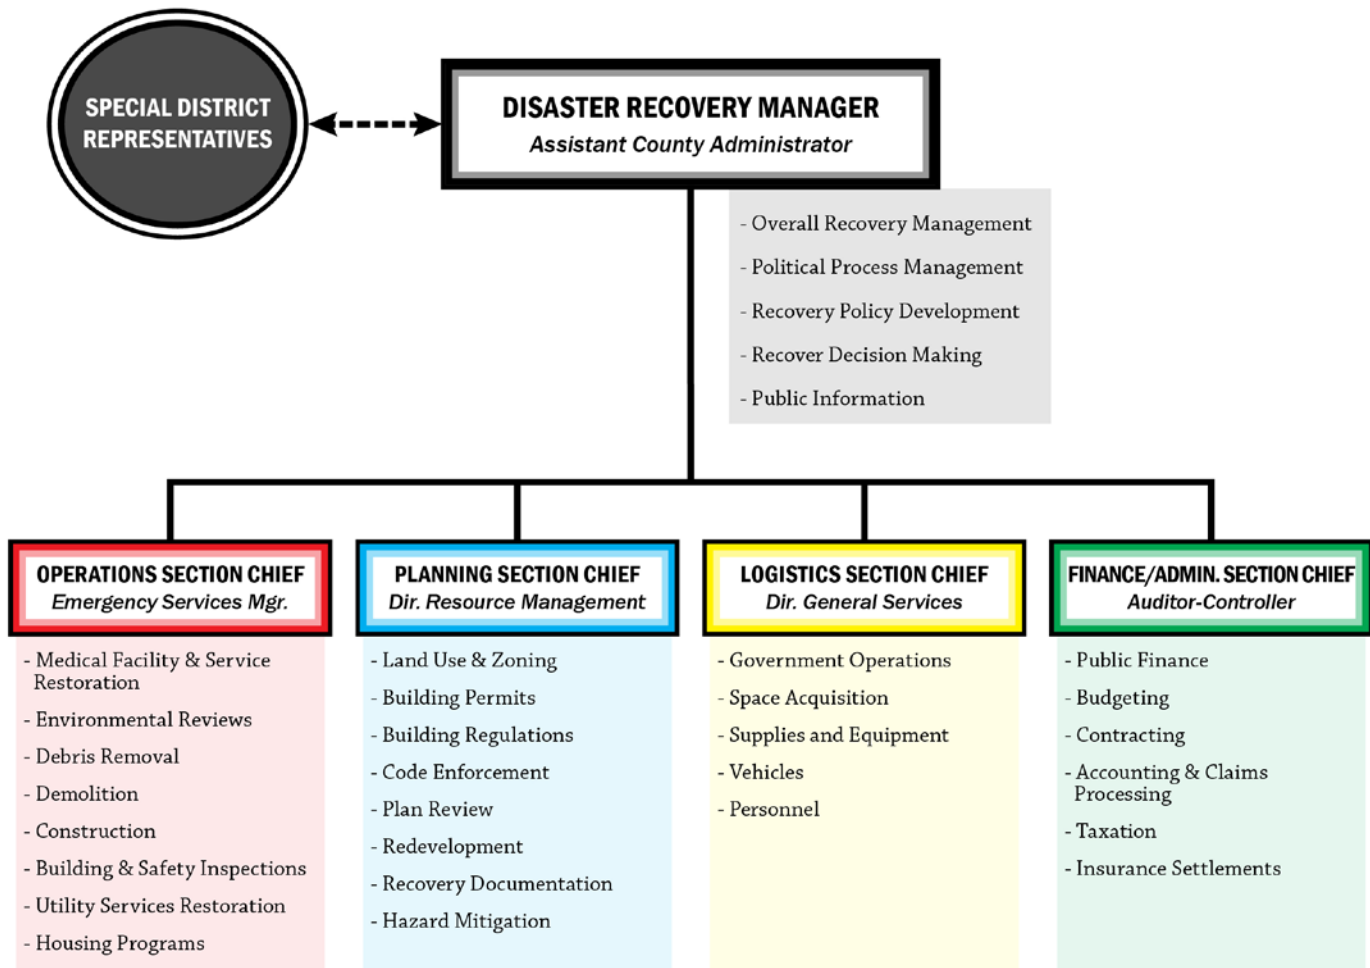 SPECIAL DISTRICT
REPRESENTATIVES
DISASTER RECOVERY MANAGER
Assistant County Administrator
- Overall Recovery Management
- Political Process Management
- Recovery Policy Development
- Recover Decision Making
- Public Information
OPERATIONS SECTION CHIEF
Emergency Services Mgr.
- Medical Facility & Service
Restoration
- Environmental Reviews
- Debris Removal
- Demolition
- Construction
- Building & Safety Inspections
- Utility Services Restoration
- Housing Programs
PLANNING SECTION CHIEF
Dir. Resource Management
- Land Use & Zoning
- Building Permits
- Building Regulations
- Code Enforcement
- Plan Review
- Redevelopment
- Recovery Documentation
- Hazard Mitigation
LOGISTICS SECTION CHIEF
Dir. General Services
- Government Operations
- Space Acquisition
- Supplies and Equipment
- Vehicles
- Personnel
FINANCE/ADMIN. SECTION CHIEF
Auditor-Controller
- Public Finance
- Budgeting
- Contracting
- Accounting & Claims
Processing
- Taxation
- Insurance Settlements